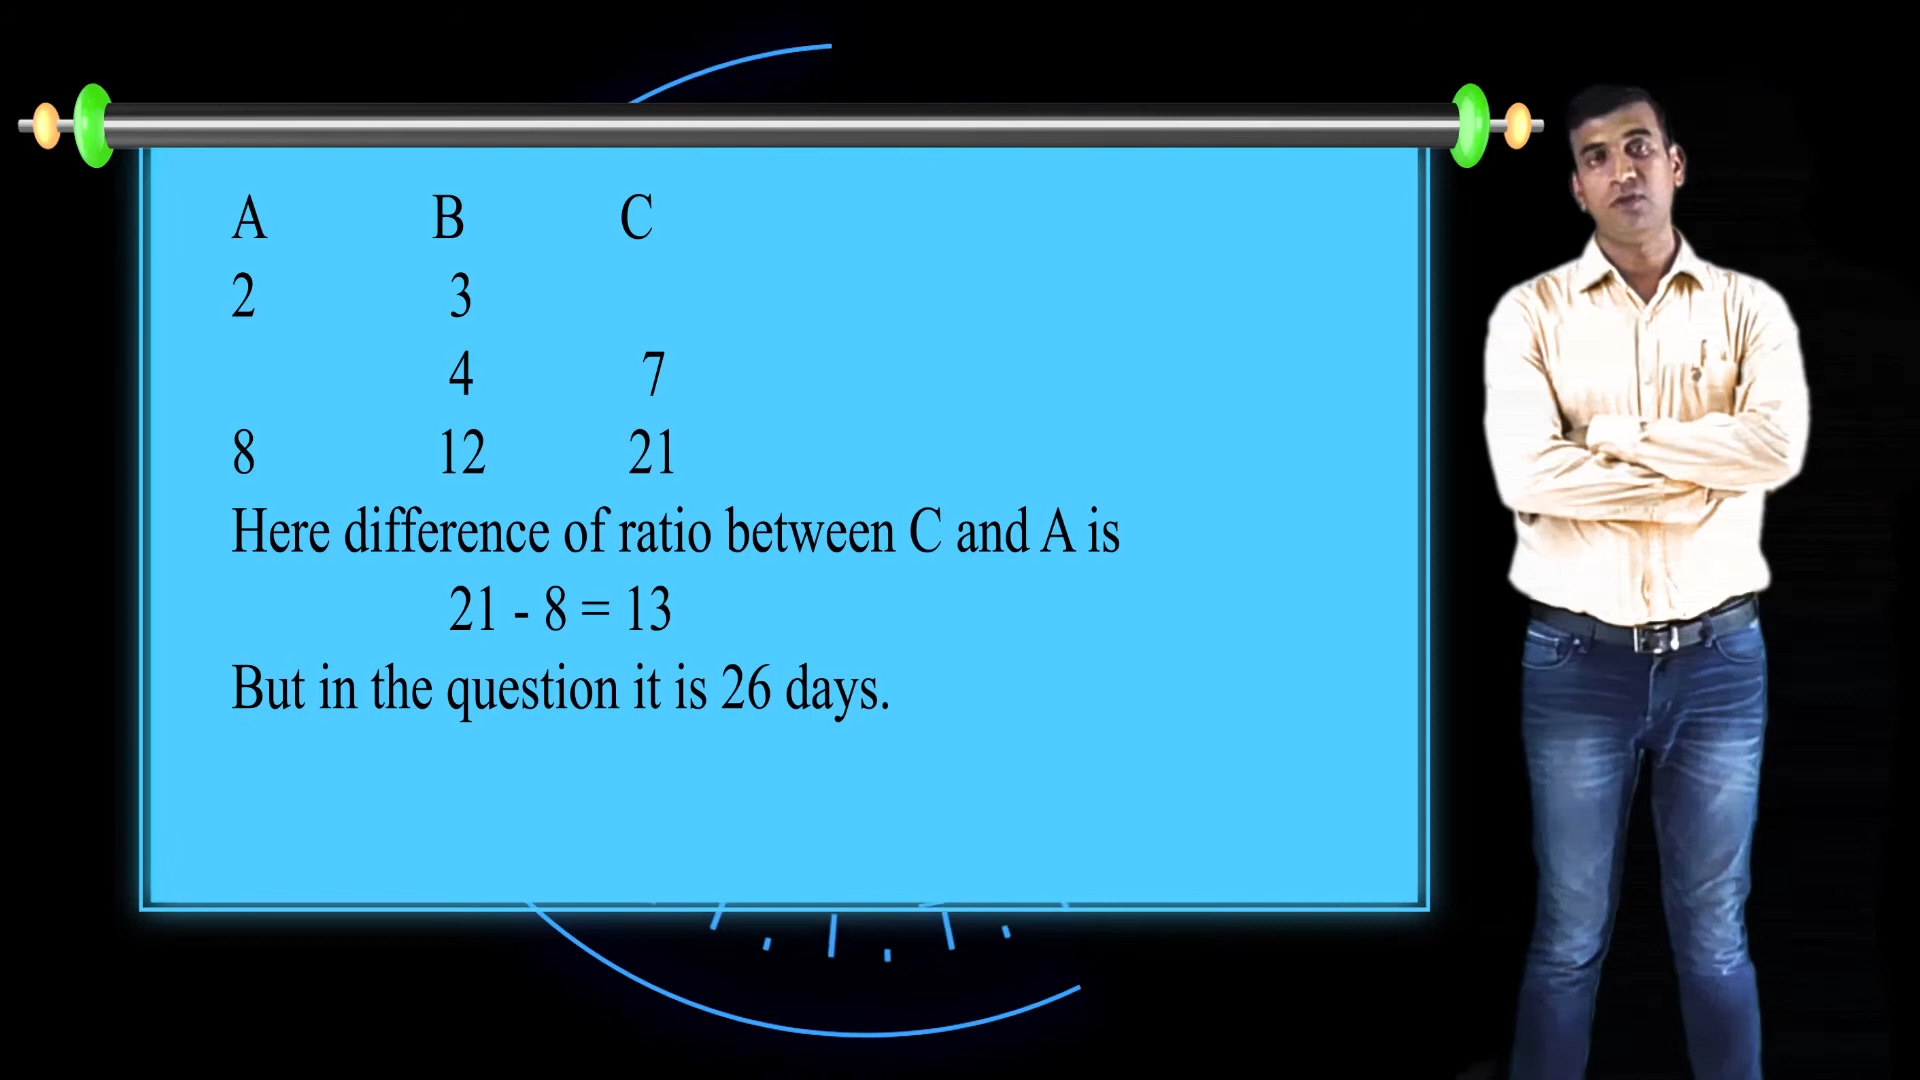 A B C
2 3
4 7
8 12 21
Here difference of ratio between C and A is
21 - 8 = 13
But in the question it is 26 days.